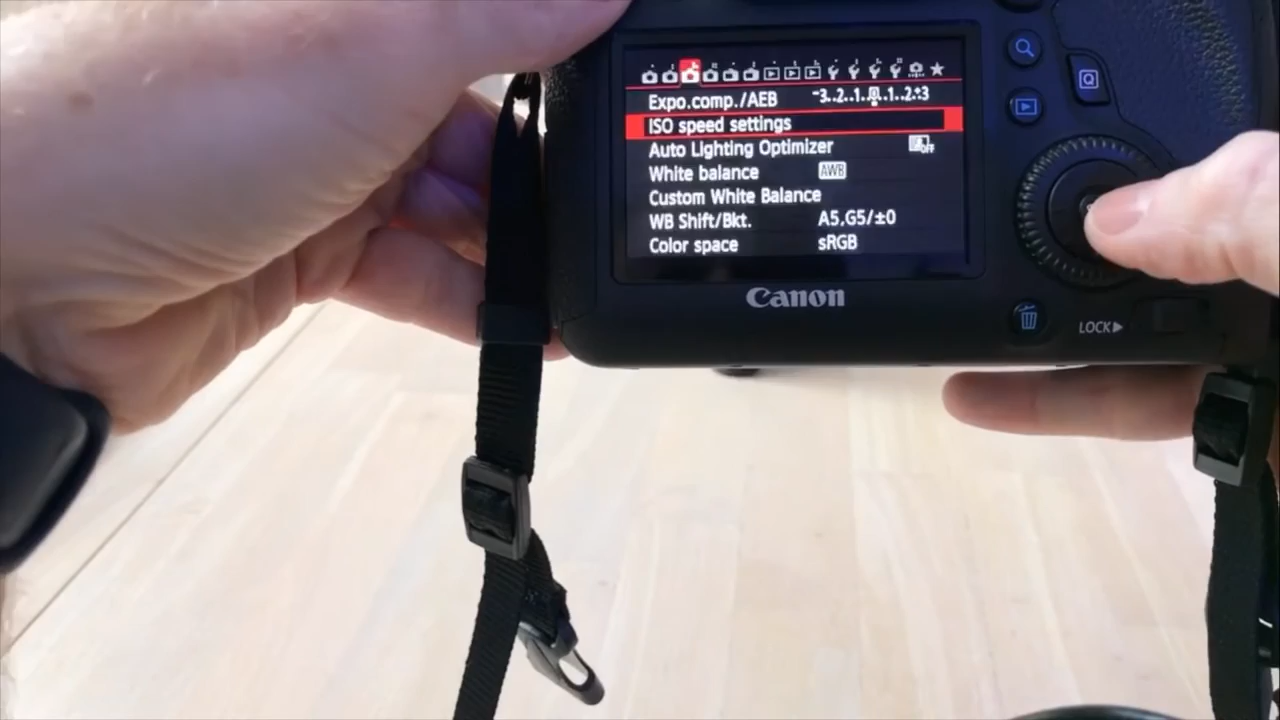 Expo.comp./AEB -3..2..1..0..1..2.+3
ISO speed settings
Auto Lighting Optimizer OFF
White balance AWB
Custom White Balance
WB Shift/Bkt. A5,G5/±0
Color space sRGB
Canon
Q
LOCK▶